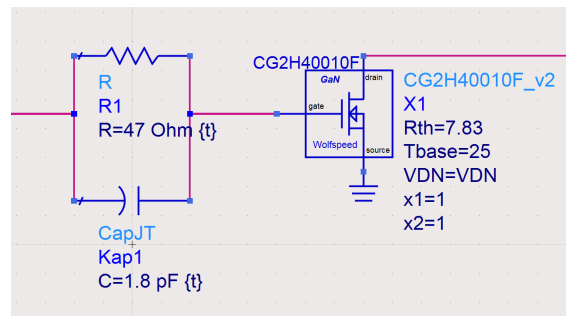 R
R1
R=47 Ohm {t}
CapJT
Kap1
C=1.8 pF {t}
CG2H40010F
GaN
drain
gate
Wolfspeed
source
CG2H40010F_v2
X1
Rth=7.83
Tbase=25
VDN=VDN
x1=1
x2=1